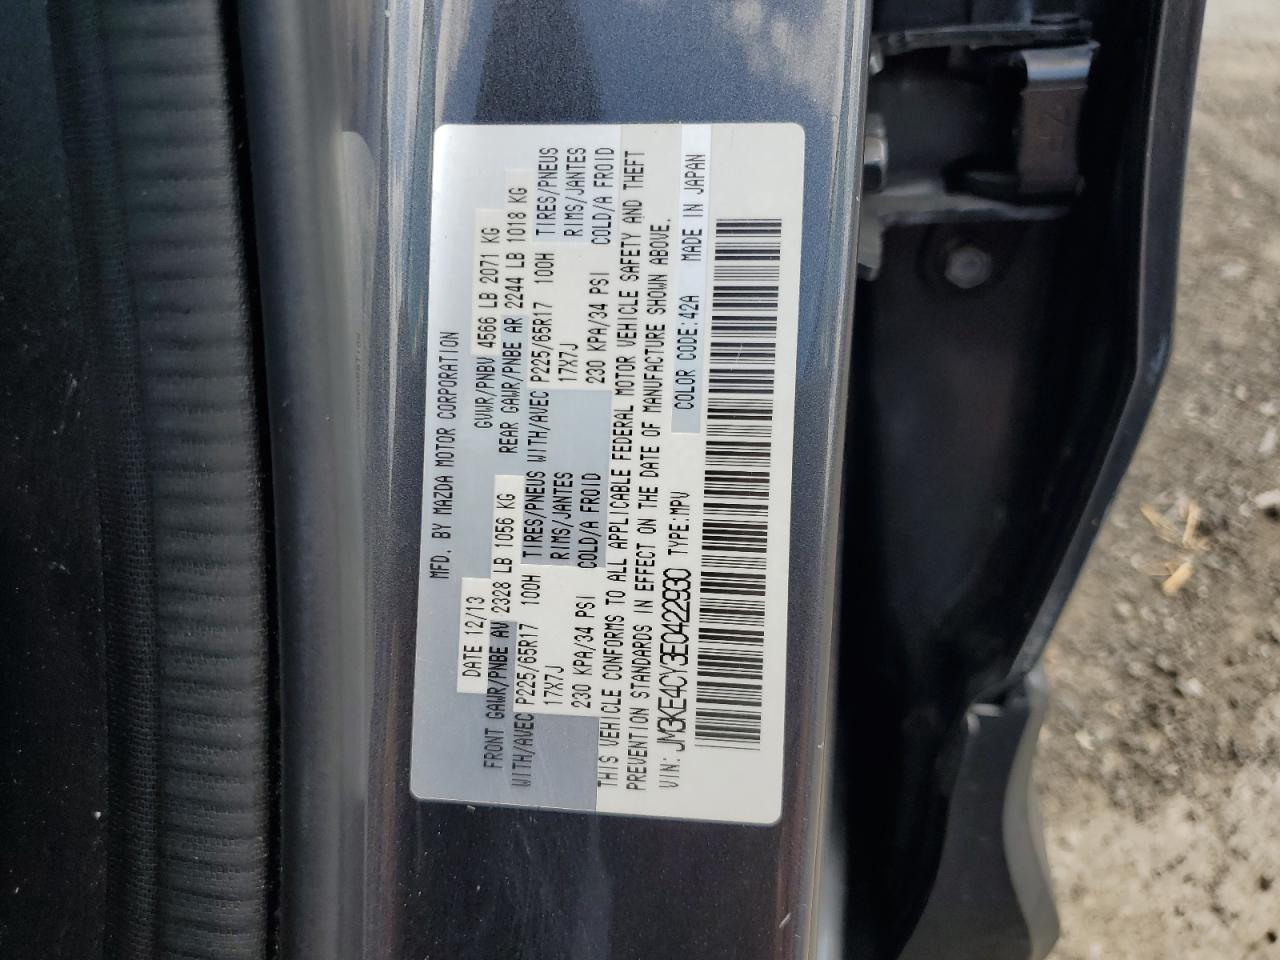 MFD. BY MAZDA MOTOR CORPORATION
DATE 12/13 GVWR/PNBV 4566 LB 2071 KG
FRONT GAWR/PNBE AV 2328 LB 1056 KG REAR GAWR/PNBE AR 2244 LB 1018 KG
WITH/AVEC P225/65R17 100H TIRES/PNEUS WITH/AVEC P225/65R17 100H TIRES/PNEUS
17X7J RIMS/JANTES 17X7J RIMS/JANTES
230 KPA/34 PSI COLD/A FROID 230 KPA/34 PSI COLD/A FROID
THIS VEHICLE CONFORMS TO ALL APPLICABLE FEDERAL MOTOR VEHICLE SAFETY AND THEFT
PREVENTION STANDARDS IN EFFECT ON THE DATE OF MANUFACTURE SHOWN ABOVE.
VIN: JM3KE4CY3E0422930 TYPE:MPV COLOR CODE:42A MADE IN JAPAN